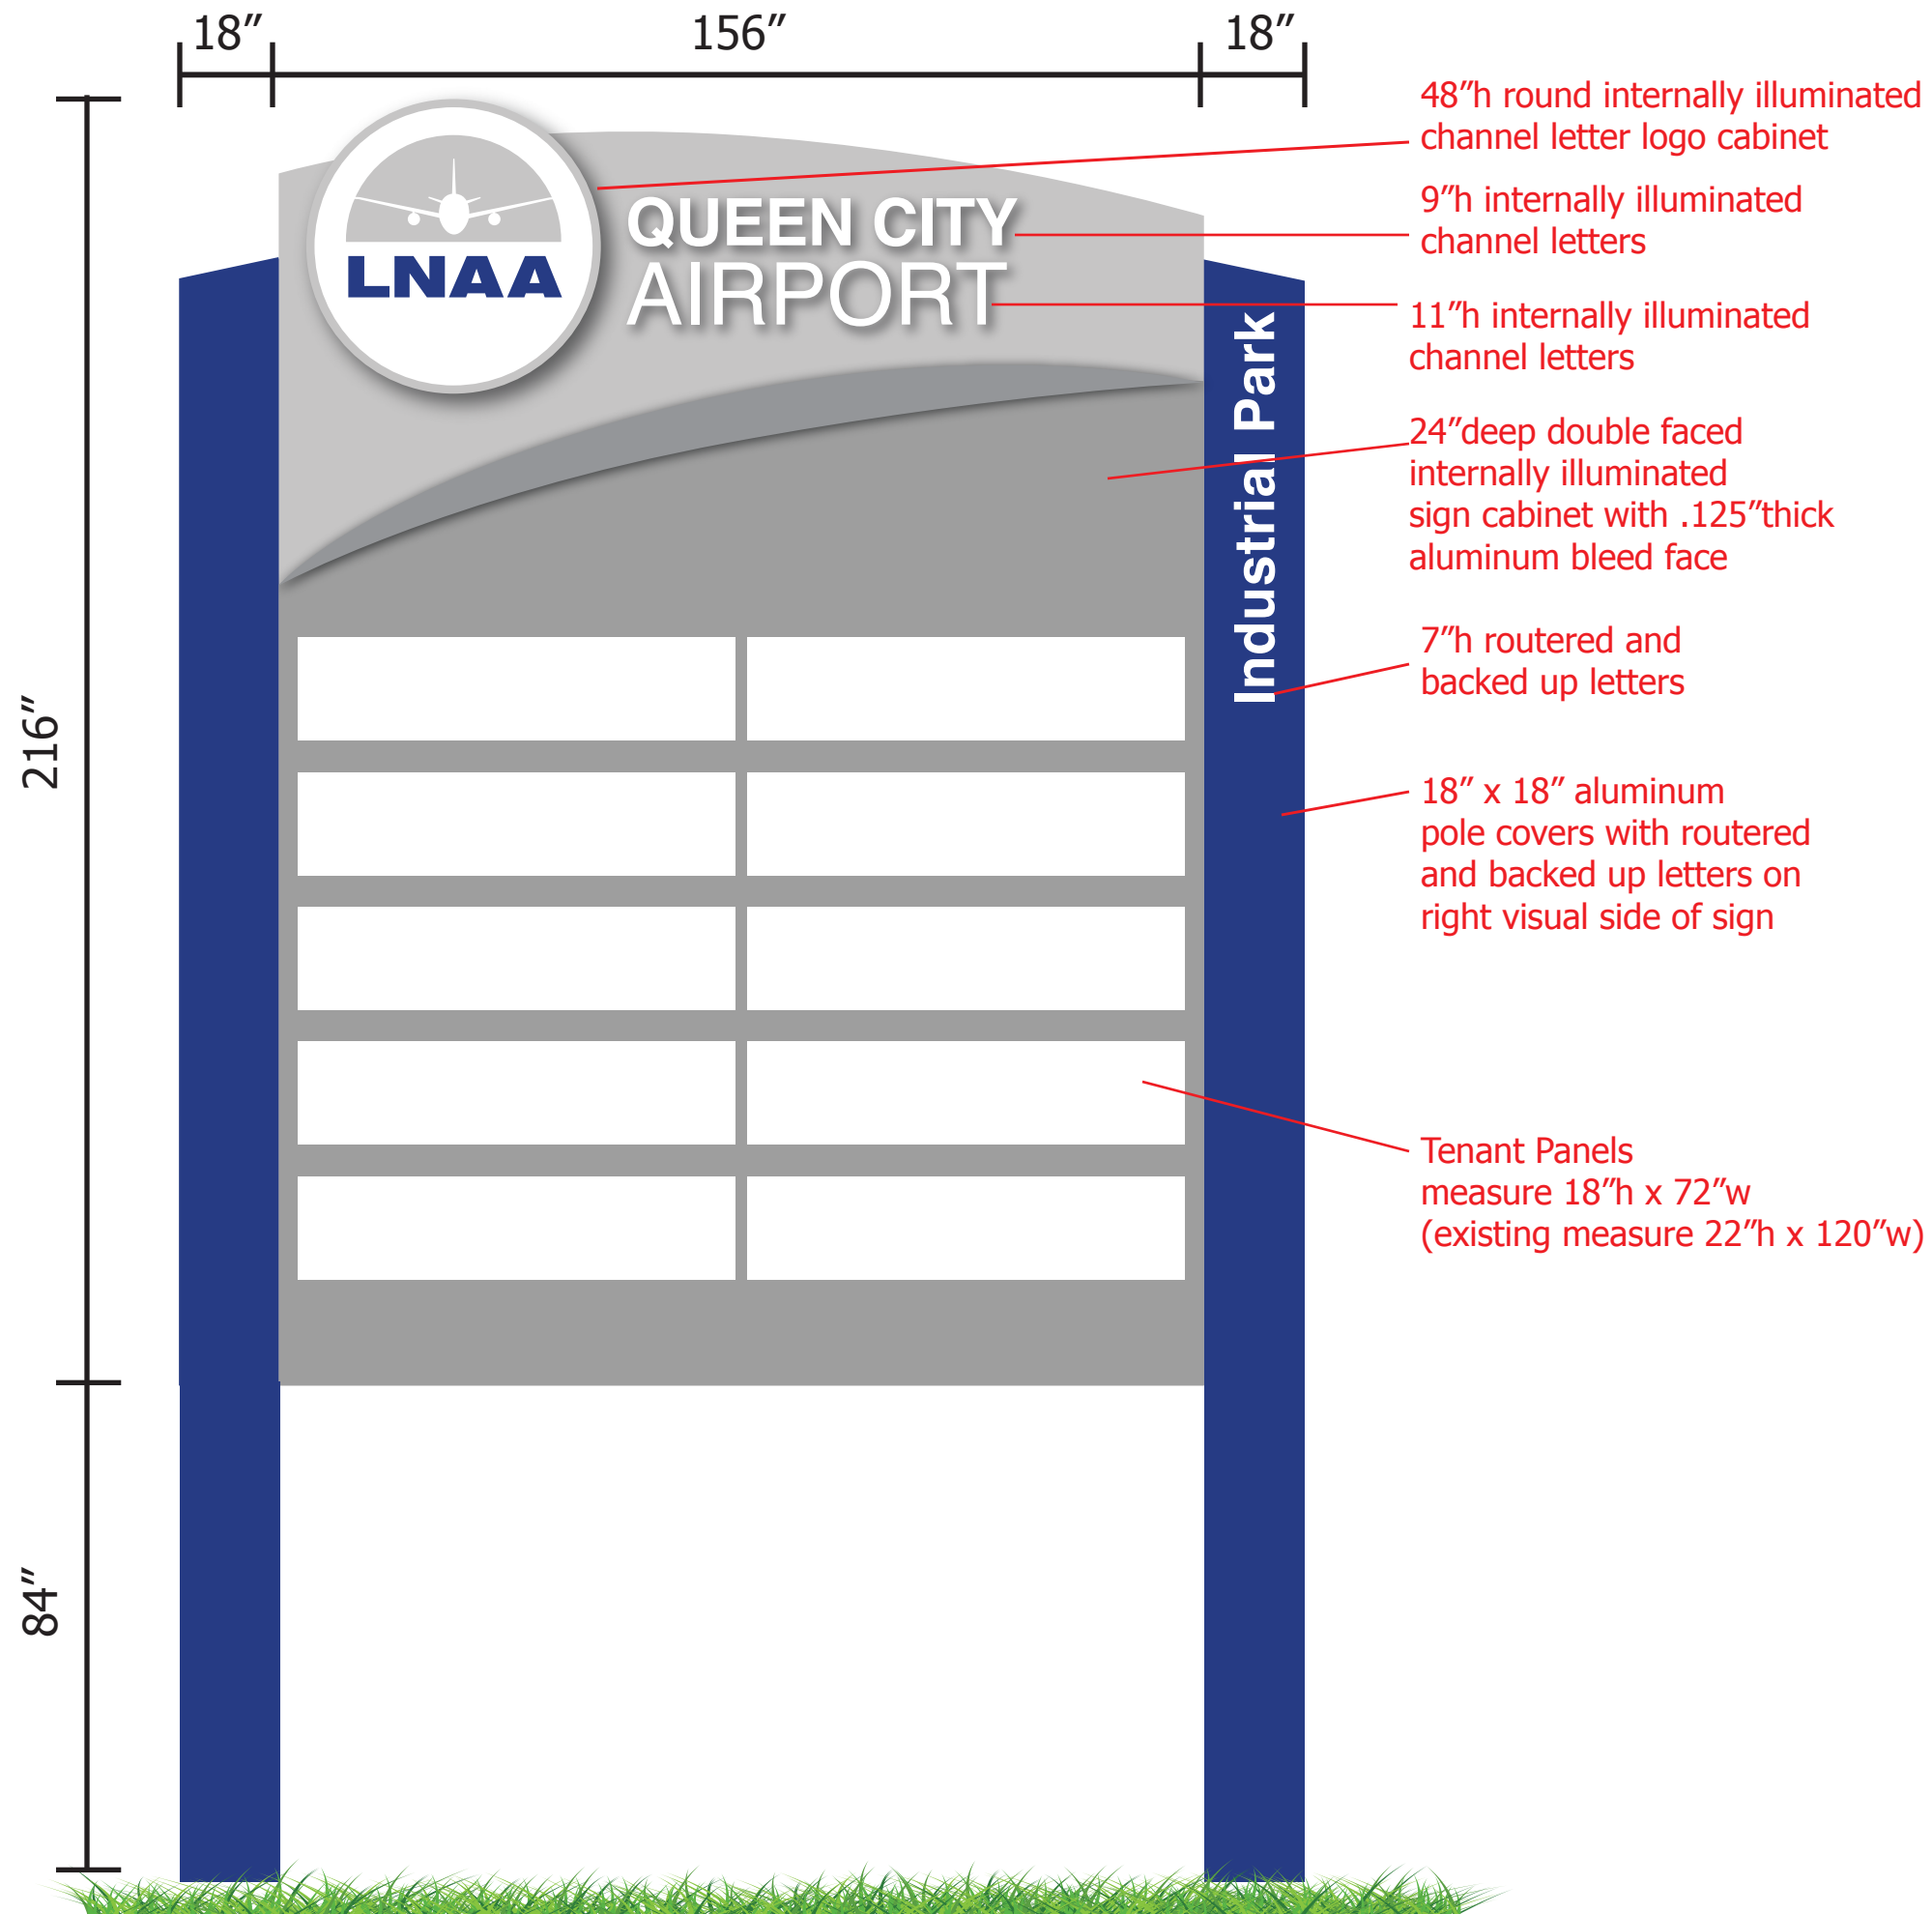 18″ 156″ 18″
216″
84″
LNAA
QUEEN CITY
AIRPORT
Industrial Park
48″h round internally illuminated
channel letter logo cabinet
9″h internally illuminated
channel letters
11″h internally illuminated
channel letters
24″deep double faced
internally illuminated
sign cabinet with .125″thick
aluminum bleed face
7″h routered and
backed up letters
18″ x 18″ aluminum
pole covers with routered
and backed up letters on
right visual side of sign
Tenant Panels
measure 18″h x 72″w
(existing measure 22″h x 120″w)